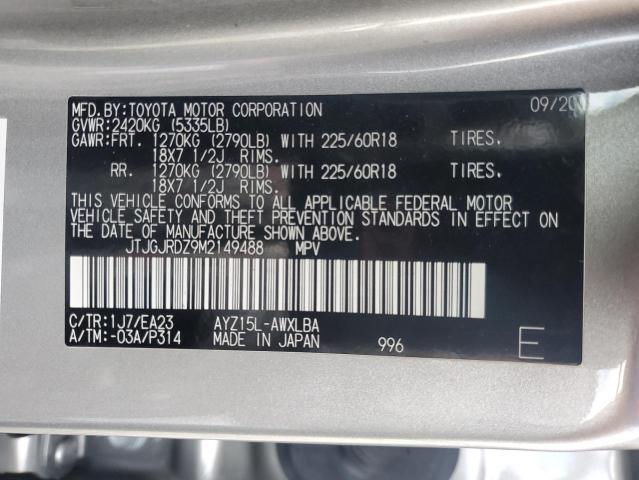 MFD.BY:TOYOTA MOTOR CORPORATION 09/20
GVWR:2420KG (5335LB)
GAWR:FRT. 1270KG (2790LB) WITH 225/60R18 TIRES.
18X7 1/2J RIMS.
RR. 1270KG (2790LB) WITH 225/60R18 TIRES.
18X7 1/2J RIMS.
THIS VEHICLE CONFORMS TO ALL APPLICABLE FEDERAL MOTOR
VEHICLE SAFETY AND THEFT PREVENTION STANDARDS IN EFFECT ON
THE DATE OF MANUFACTURE SHOWN ABOVE.
JTJGJRDZ9M2149488 MPV
C/TR:1J7/EA23 AYZ15L-AWXLBA
A/TM:-03A/P314 MADE IN JAPAN 996
E